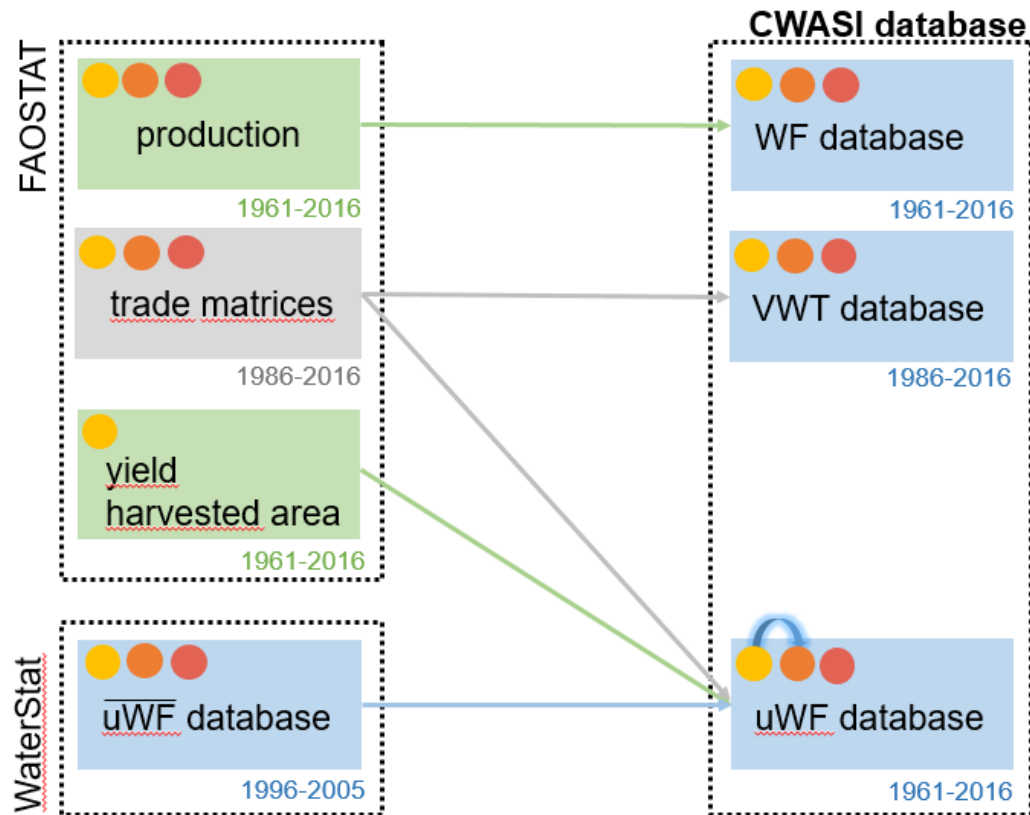 CWASI database
FAOSTAT
production
1961-2016
trade matrices
1986-2016
yield
harvested area
1961-2016
WaterStat
u̅W̅F̅ database
1996-2005
WF database
1961-2016
VWT database
1986-2016
uWF database
1961-2016